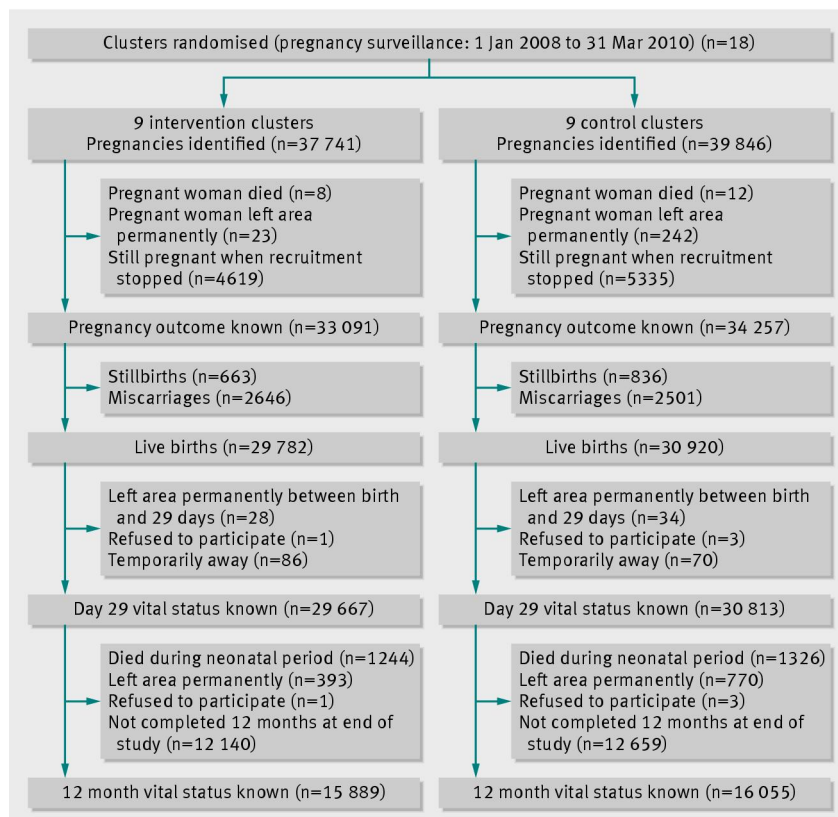 Clusters randomised (pregnancy surveillance: 1 Jan 2008 to 31 Mar 2010) (n=18)
9 intervention clusters
Pregnancies identified (n=37 741)
Pregnant woman died (n=8)
Pregnant woman left area
permanently (n=23)
Still pregnant when recruitment
stopped (n=4619)
Pregnancy outcome known (n=33 091)
Stillbirths (n=663)
Miscarriages (n=2646)
Live births (n=29 782)
Left area permanently between birth
and 29 days (n=28)
Refused to participate (n=1)
Temporarily away (n=86)
Day 29 vital status known (n=29 667)
Died during neonatal period (n=1244)
Left area permanently (n=393)
Refused to participate (n=1)
Not completed 12 months at end of
study (n=12 140)
12 month vital status known (n=15 889)
9 control clusters
Pregnancies identified (n=39 846)
Pregnant woman died (n=12)
Pregnant woman left area
permanently (n=242)
Still pregnant when recruitment
stopped (n=5335)
Pregnancy outcome known (n=34 257)
Stillbirths (n=836)
Miscarriages (n=2501)
Live births (n=30 920)
Left area permanently between birth
and 29 days (n=34)
Refused to participate (n=3)
Temporarily away (n=70)
Day 29 vital status known (n=30 813)
Died during neonatal period (n=1326)
Left area permanently (n=770)
Refused to participate (n=3)
Not completed 12 months at end of
study (n=12 659)
12 month vital status known (n=16 055)